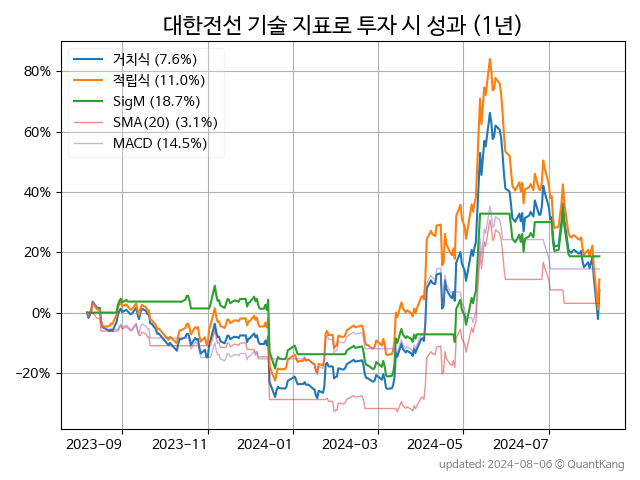 대한전선 기술 지표로 투자 시 성과 (1년)
거치식 (7.6%)
적립식 (11.0%)
SigM (18.7%)
SMA(20) (3.1%)
MACD (14.5%)
80%
60%
40%
20%
0%
−20%
2023-09 2023-11 2024-01 2024-03 2024-05 2024-07
updated: 2024-08-06 © QuantKang